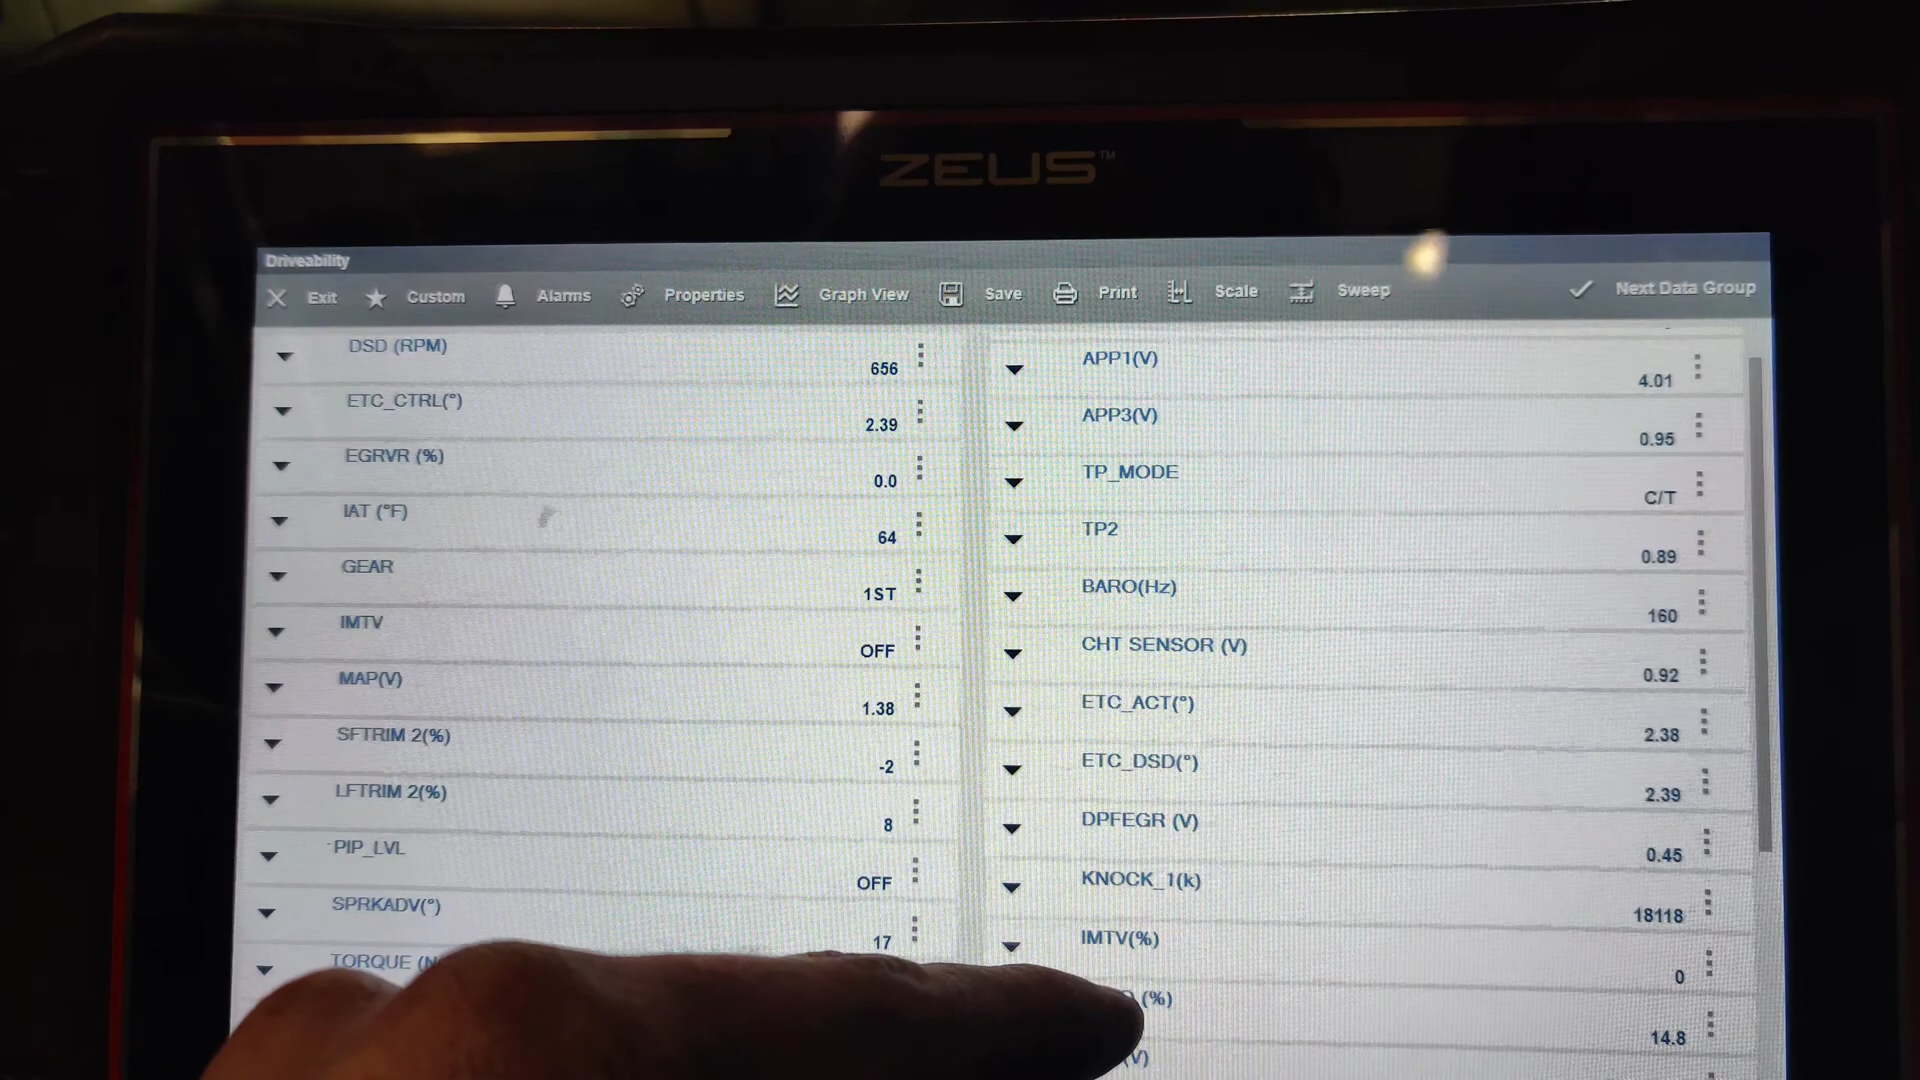 ZEUS™
Driveability
Exit Custom Alarms Properties Graph View Save Print Scale Sweep Next Data Group
DSD (RPM)
656
ETC_CTRL(°)
2.39
EGRVR (%)
0.0
IAT (°F)
64
GEAR
1ST
IMTV
OFF
MAP(V)
1.38
SFTRIM 2(%)
-2
LFTRIM 2(%)
8
PIP_LVL
OFF
SPRKADV(°)
17
TORQUE
APP1(V)
4.01
APP3(V)
0.95
TP_MODE
C/T
TP2
0.89
BARO(Hz)
160
CHT SENSOR (V)
0.92
ETC_ACT(°)
2.38
ETC_DSD(°)
2.39
DPFEGR (V)
0.45
KNOCK_1(k)
18118
IMTV(%)
0
(%)
14.8
(V)